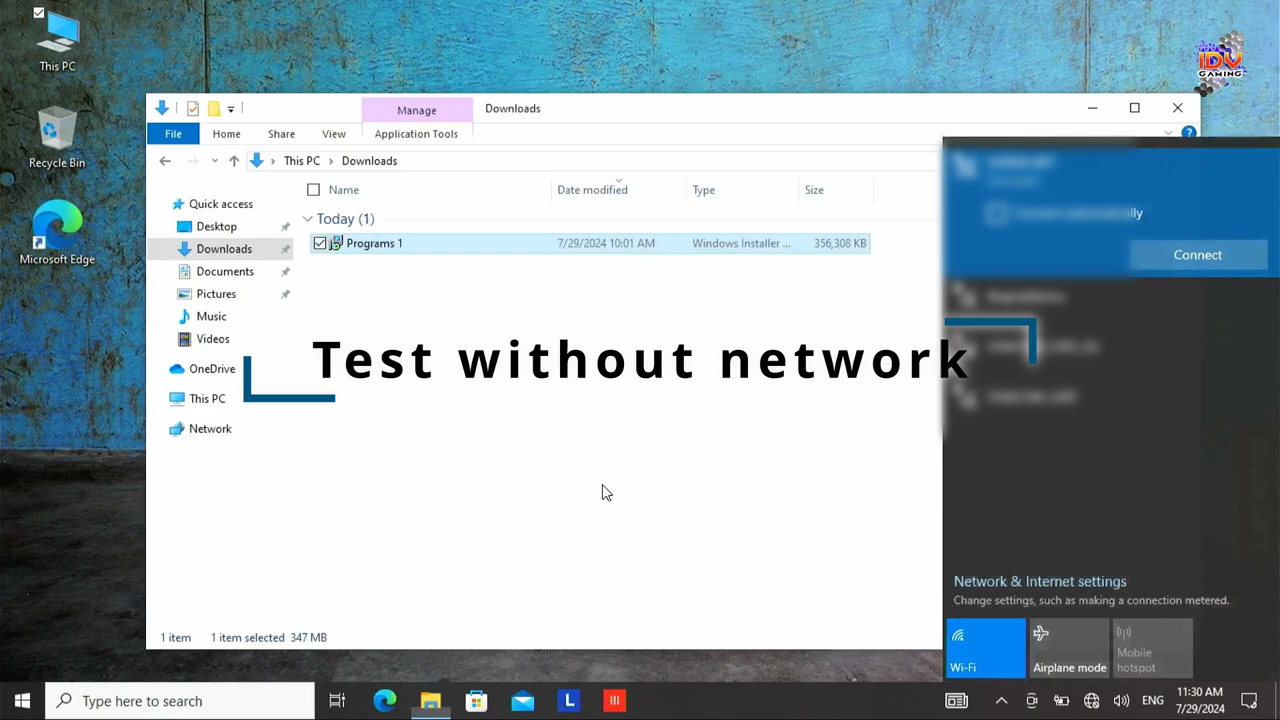 This PC
Recycle Bin
Microsoft Edge
IDV
GAMING
Manage
Downloads
File
Home
Share
View
Application Tools
This PC
Downloads
Name
Date modified
Type
Size
Today (1)
Programs 1
7/29/2024 10:01 AM
Windows Installer ...
356,308 KB
Quick access
Desktop
Downloads
Documents
Pictures
Music
Videos
OneDrive
This PC
Network
Test without network
Connect automatically
Connect
1 item
1 item selected 347 MB
Network & Internet settings
Change settings, such as making a connection metered.
Wi-Fi
Airplane mode
Mobile
hotspot
Type here to search
L
ENG
11:30 AM
7/29/2024